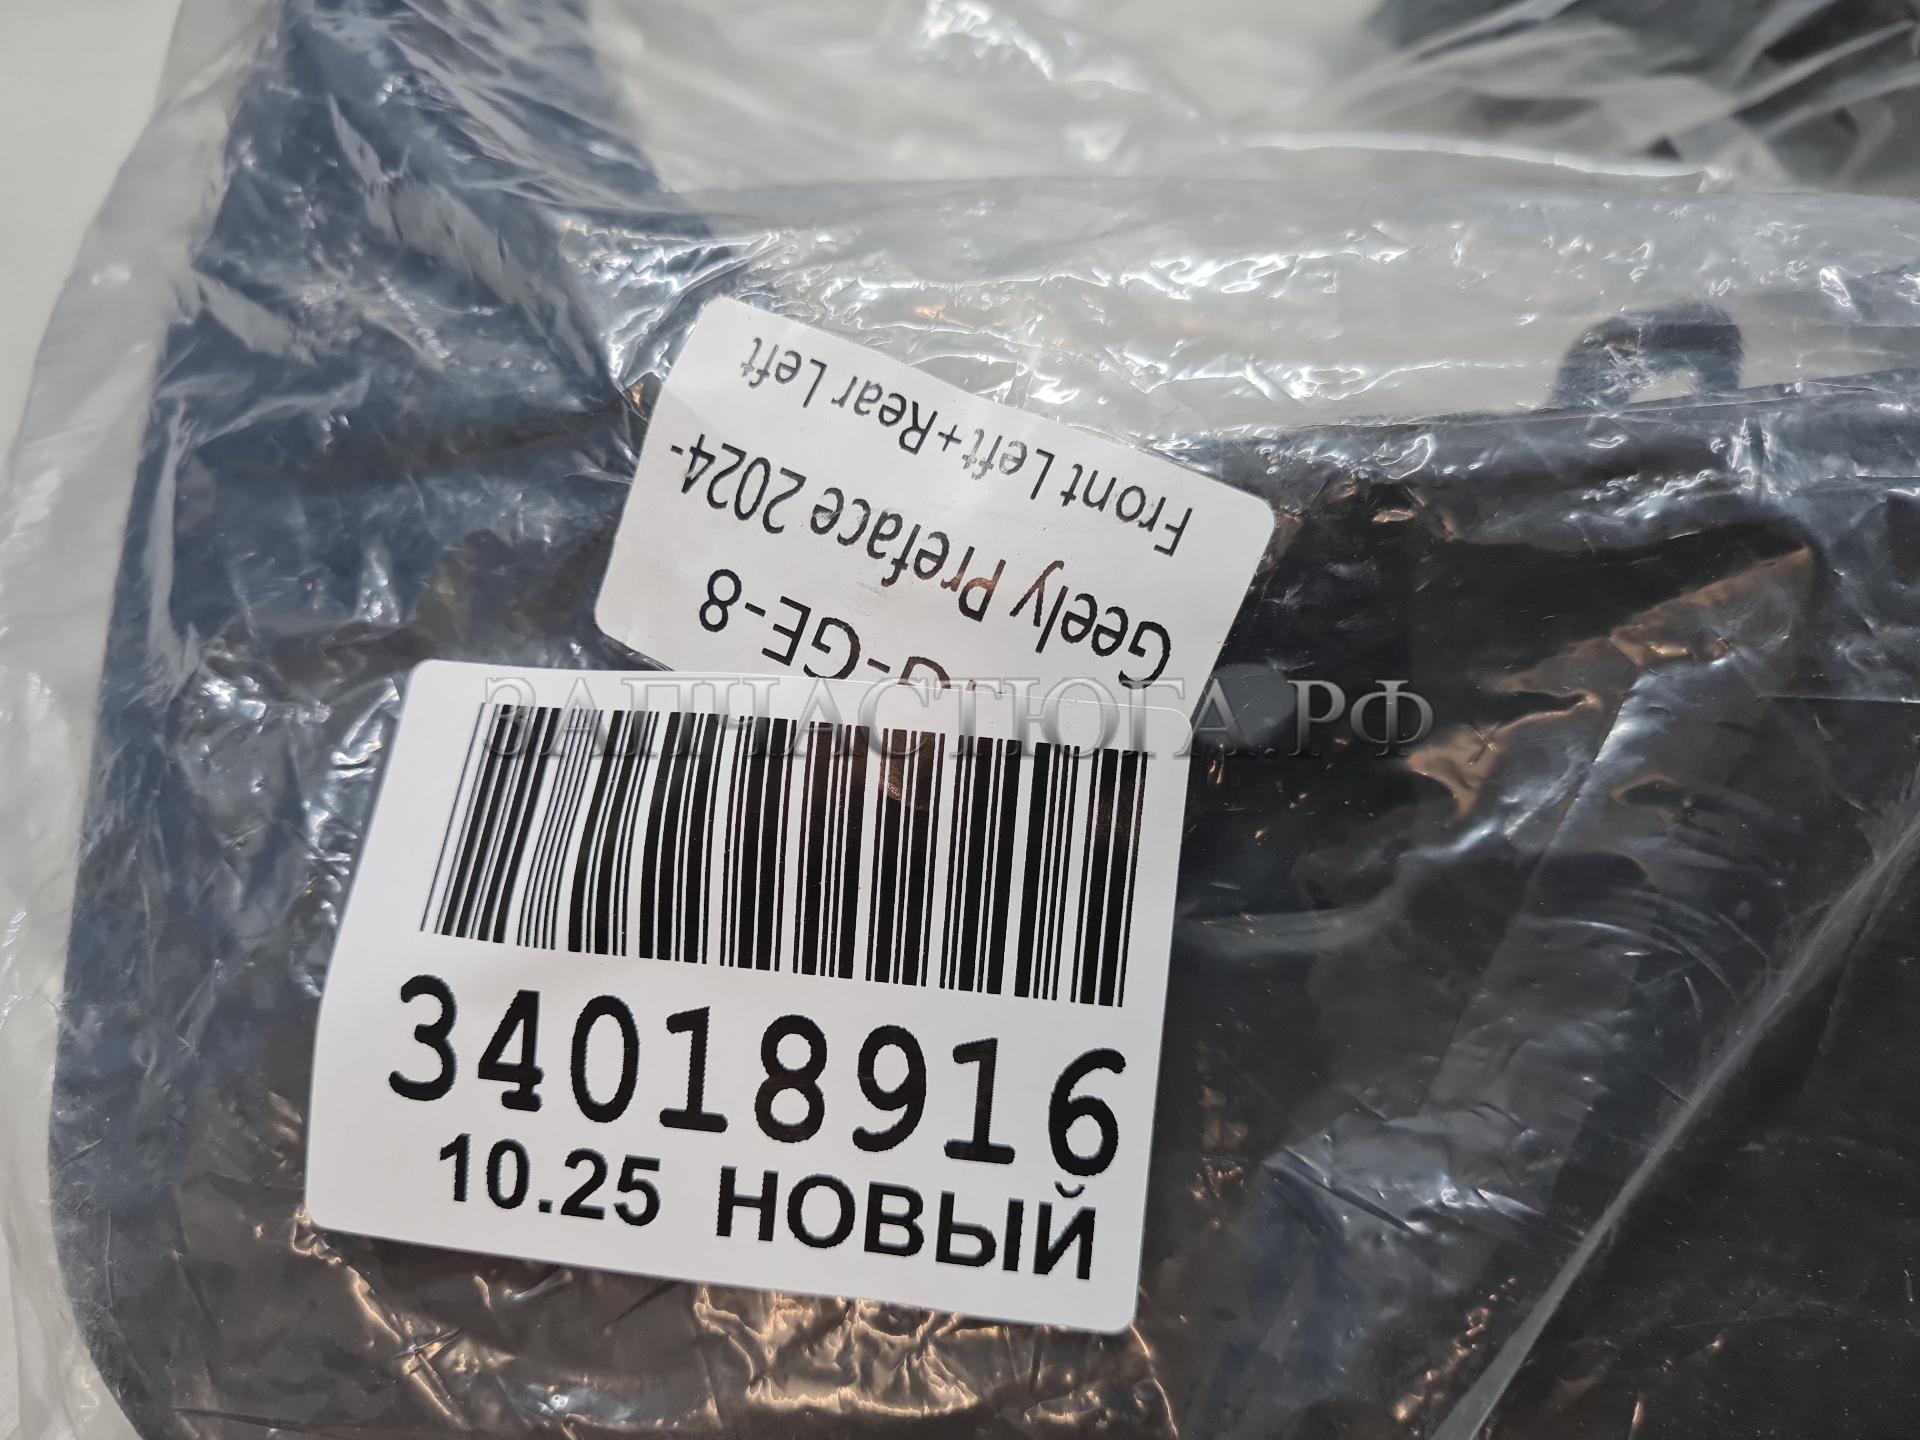 Front Left+Rear Left
Geely Preface 2024-
-GE-8
ЗАПЧАСТЮГА.РФ
34018916
10.25 НОВЫЙ